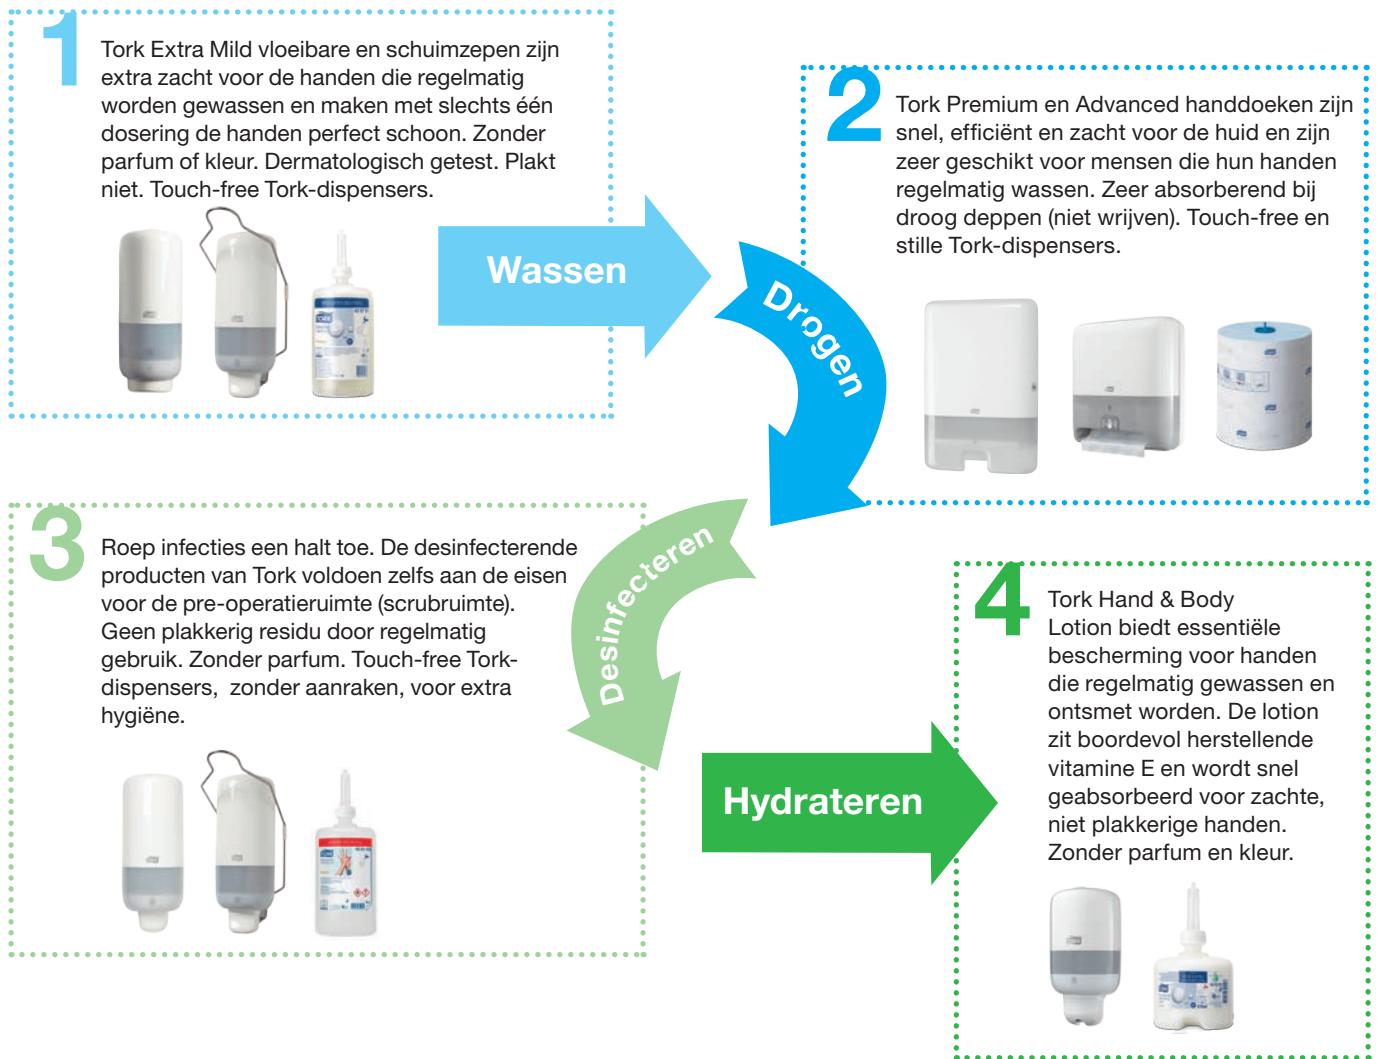 1
Tork Extra Mild vloeibare en schuimzepen zijn
extra zacht voor de handen die regelmatig
worden gewassen en maken met slechts één
dosering de handen perfect schoon. Zonder
parfum of kleur. Dermatologisch getest. Plakt
niet. Touch-free Tork-dispensers.
Wassen
2
Tork Premium en Advanced handdoeken zijn
snel, efficiënt en zacht voor de huid en zijn
zeer geschikt voor mensen die hun handen
regelmatig wassen. Zeer absorberend bij
droog deppen (niet wrijven). Touch-free en
stille Tork-dispensers.
Drogen
3
Roep infecties een halt toe. De desinfecterende
producten van Tork voldoen zelfs aan de eisen
voor de pre-operatieruimte (scrubruimte).
Geen plakkerig residu door regelmatig
gebruik. Zonder parfum. Touch-free Tork-
dispensers,  zonder aanraken, voor extra
hygiëne.
Desinfecteren
Hydrateren
4
Tork Hand & Body
Lotion biedt essentiële
bescherming voor handen
die regelmatig gewassen en
ontsmet worden. De lotion
zit boordevol herstellende
vitamine E en wordt snel
geabsorbeerd voor zachte,
niet plakkerige handen.
Zonder parfum en kleur.